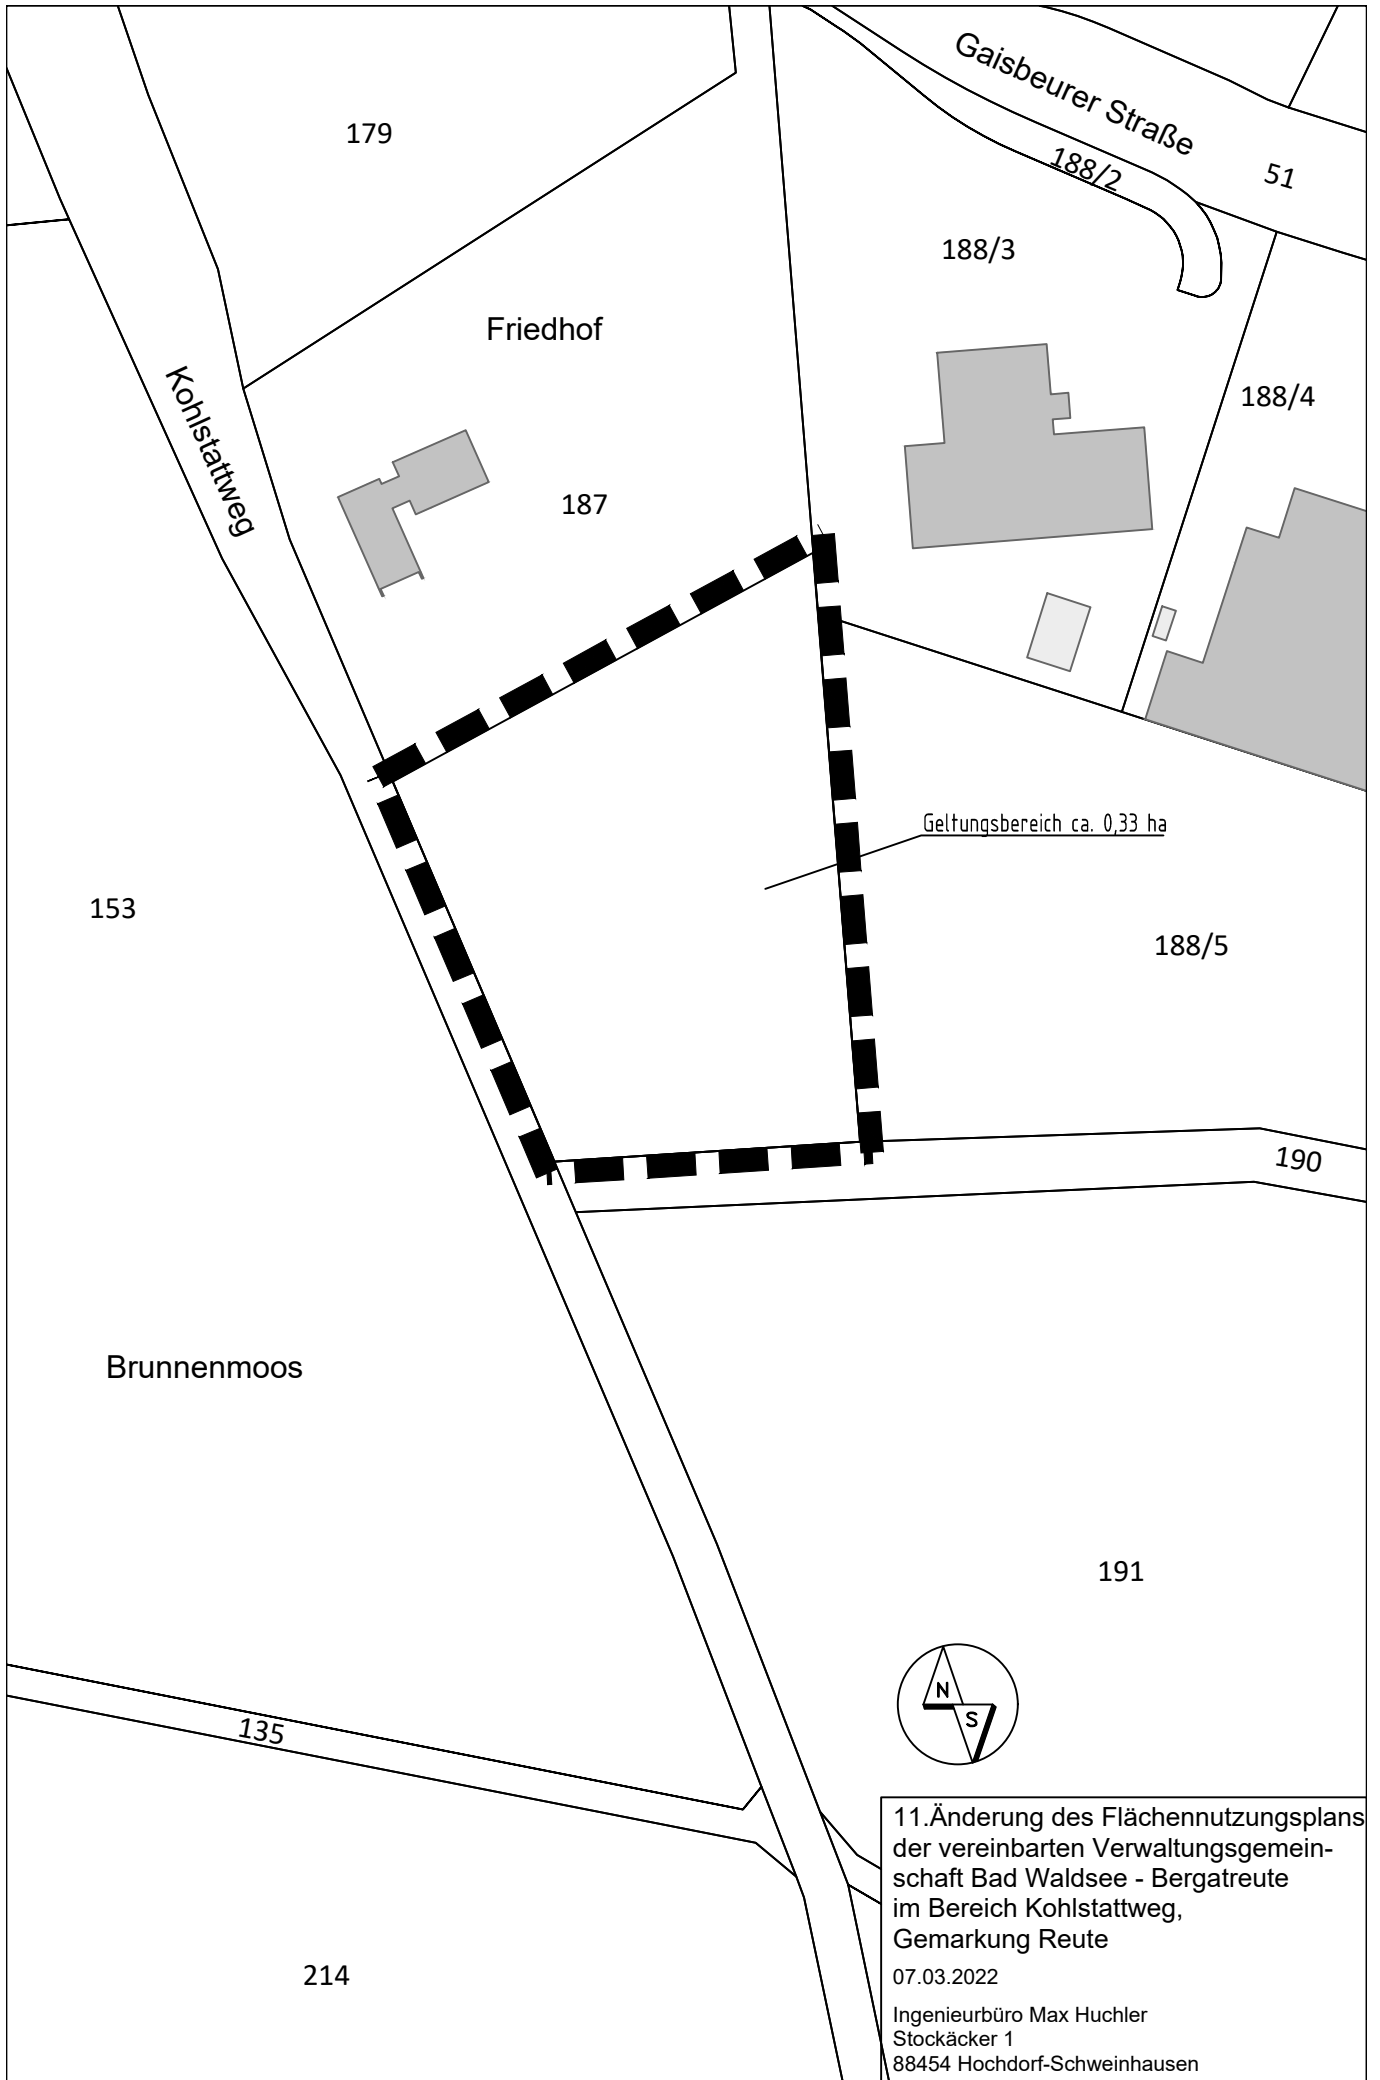 Gaisbeurer Straße
179
188/2
51
188/3
Friedhof
Kohlstattweg
188/4
187
Geltungsbereich ca. 0,33 ha
153
188/5
190
Brunnenmoos
191
N
S
135
11.Änderung des Flächennutzungsplans
der vereinbarten Verwaltungsgemein-
schaft Bad Waldsee - Bergatreute
im Bereich Kohlstattweg,
Gemarkung Reute
214
07.03.2022
Ingenieurbüro Max Huchler
Stockäcker 1
88454 Hochdorf-Schweinhausen